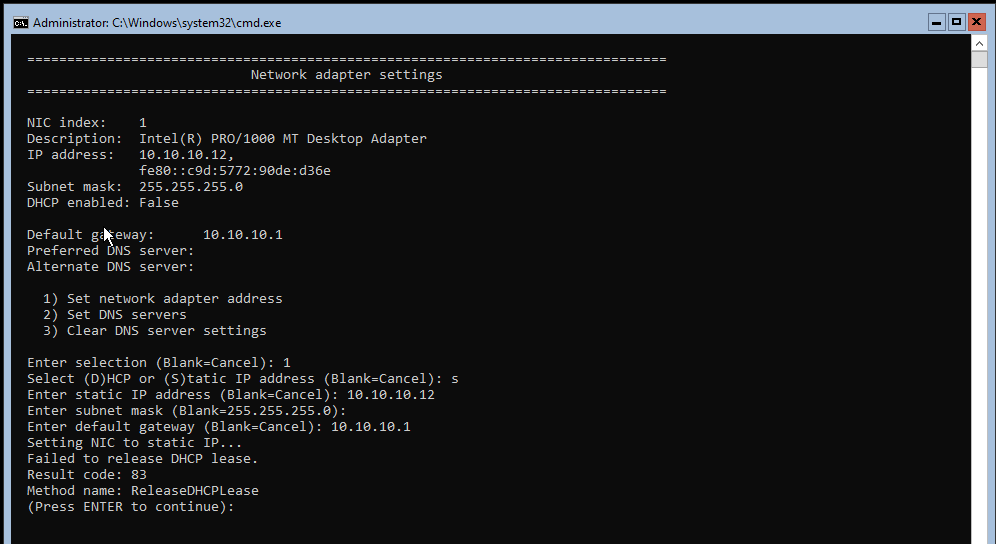 Administrator: C:\Windows\system32\cmd.exe
================================================================================
Network adapter settings
================================================================================
NIC index:    1
Description:  Intel(R) PRO/1000 MT Desktop Adapter
IP address:   10.10.10.12,
              fe80::c9d:5772:90de:d36e
Subnet mask:  255.255.255.0
DHCP enabled: False
Default gateway:      10.10.10.1
Preferred DNS server:
Alternate DNS server:
  1) Set network adapter address
  2) Set DNS servers
  3) Clear DNS server settings
Enter selection (Blank=Cancel): 1
Select (D)HCP or (S)tatic IP address (Blank=Cancel): s
Enter static IP address (Blank=Cancel): 10.10.10.12
Enter subnet mask (Blank=255.255.255.0):
Enter default gateway (Blank=Cancel): 10.10.10.1
Setting NIC to static IP...
Failed to release DHCP lease.
Result code: 83
Method name: ReleaseDHCPLease
(Press ENTER to continue):